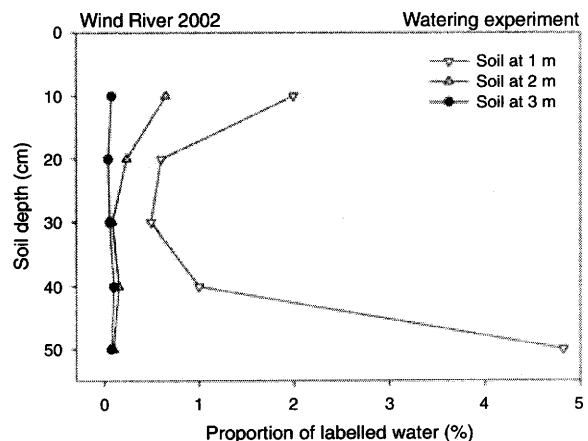 Wind River 2002 Watering experiment
0
10
20
30
40
50
Soil depth (cm)
Soil at 1 m
Soil at 2 m
Soil at 3 m
0 1 2 3 4 5
Proportion of labelled water (%)